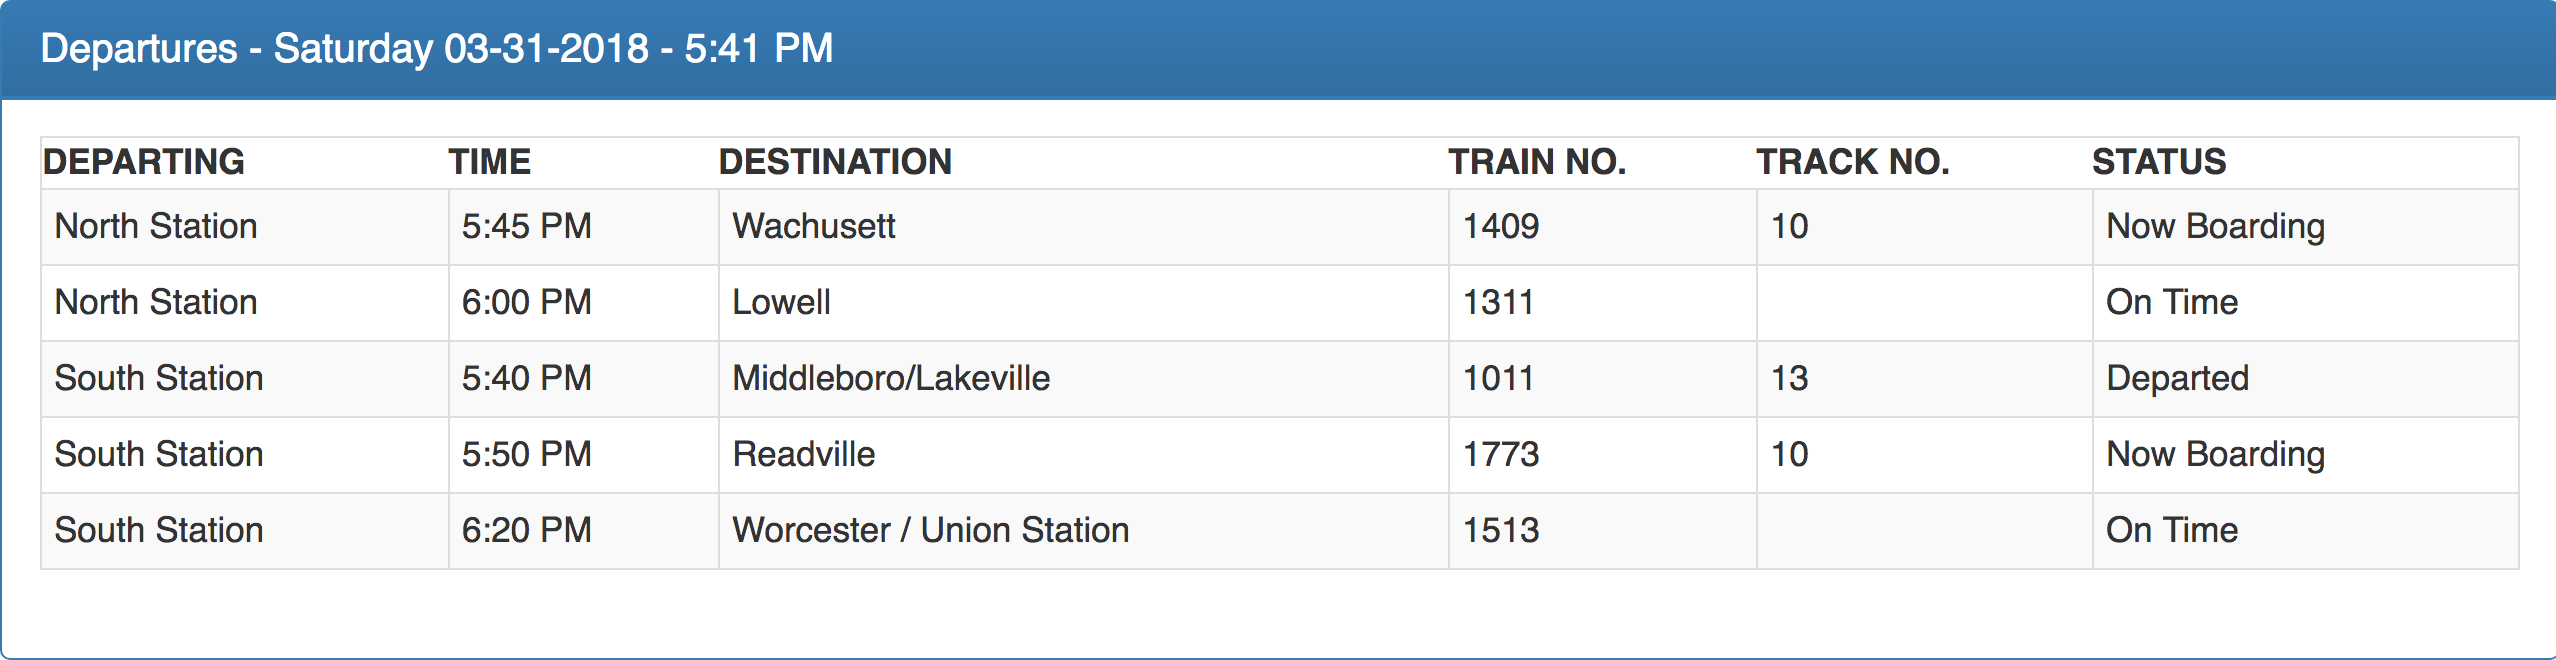 Departures - Saturday 03-31-2018 - 5:41 PM
DEPARTING TIME DESTINATION TRAIN NO. TRACK NO. STATUS
North Station 5:45 PM Wachusett 1409 10 Now Boarding
North Station 6:00 PM Lowell 1311 On Time
South Station 5:40 PM Middleboro/Lakeville 1011 13 Departed
South Station 5:50 PM Readville 1773 10 Now Boarding
South Station 6:20 PM Worcester / Union Station 1513 On Time